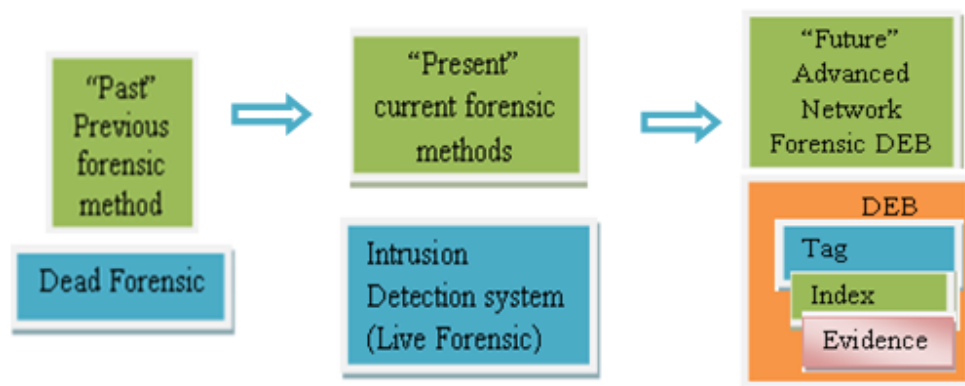 “Past”
Previous
forensic
method
Dead Forensic
“Present”
current forensic
methods
Intrusion
Detection system
(Live Forensic)
“Future”
Advanced
Network
Forensic DEB
DEB
Tag
Index
Evidence